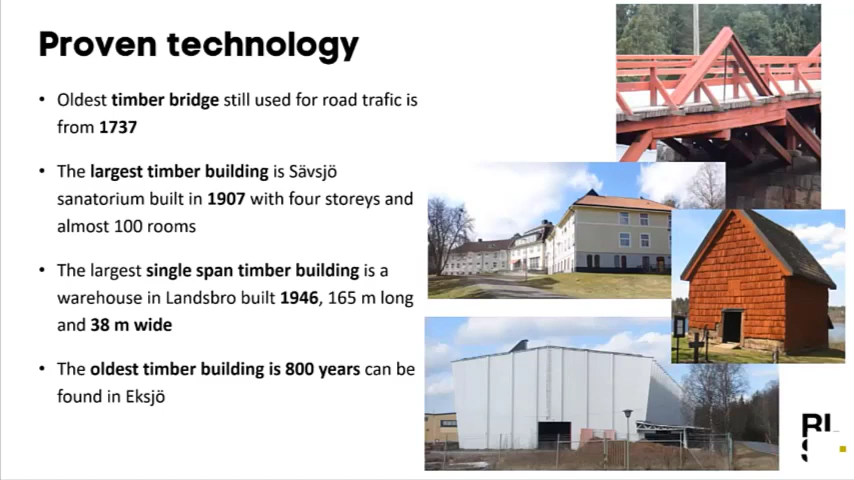 Proven technology
• Oldest timber bridge still used for road trafic is
from 1737
• The largest timber building is Sävsjö
sanatorium built in 1907 with four storeys and
almost 100 rooms
• The largest single span timber building is a
warehouse in Landsbro built 1946, 165 m long
and 38 m wide
• The oldest timber building is 800 years can be
found in Eksjö
RI.
S